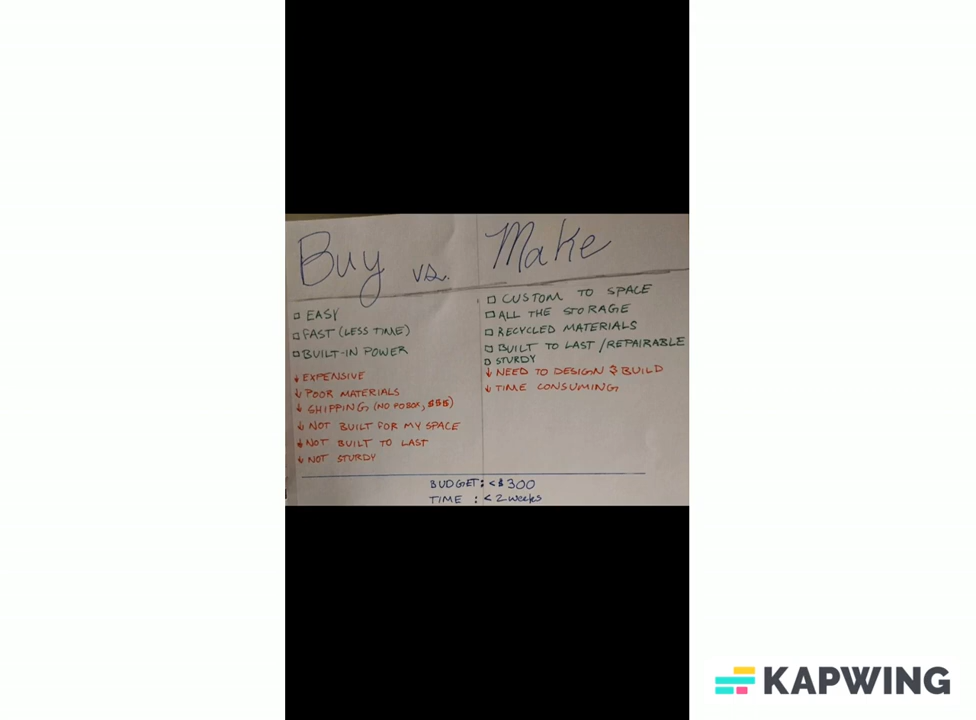 Buy vs. Make
□ EASY
□ FAST (LESS TIME)
□ BUILT-IN POWER
↓ EXPENSIVE
↓ POOR MATERIALS
↓ SHIPPING (NO PO BOX, $$$)
↓ NOT BUILT FOR MY SPACE
↓ NOT BUILT TO LAST
↓ NOT STURDY
□ CUSTOM TO SPACE
□ ALL THE STORAGE
□ RECYCLED MATERIALS
□ BUILT TO LAST / REPAIRABLE
□ STURDY
↓ NEED TO DESIGN & BUILD
↓ TIME CONSUMING
BUDGET: < $300
TIME : < 2 weeks
KAPWING